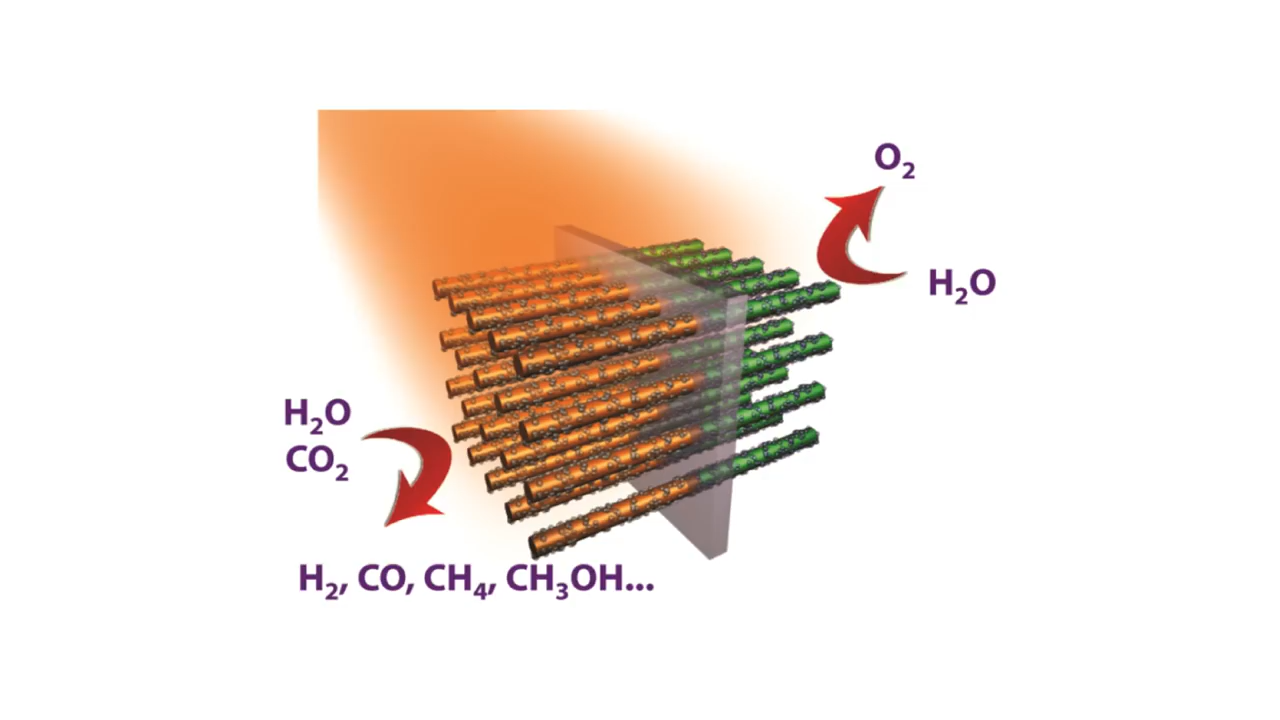 O₂
H₂O
H₂O
CO₂
H₂, CO, CH₄, CH₃OH...